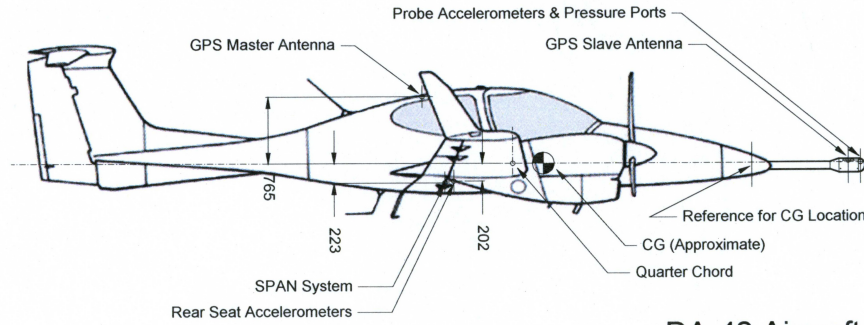 Probe Accelerometers & Pressure Ports
GPS Master Antenna
GPS Slave Antenna
765
223
202
Reference for CG Location
CG (Approximate)
Quarter Chord
SPAN System
Rear Seat Accelerometers